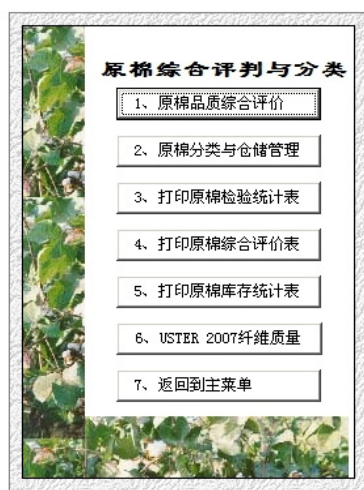 原棉综合评判与分类
1、原棉品质综合评价
2、原棉分类与仓储管理
3、打印原棉检验统计表
4、打印原棉综合评价表
5、打印原棉库存统计表
6、USTER 2007纤维质量
7、返回到主菜单